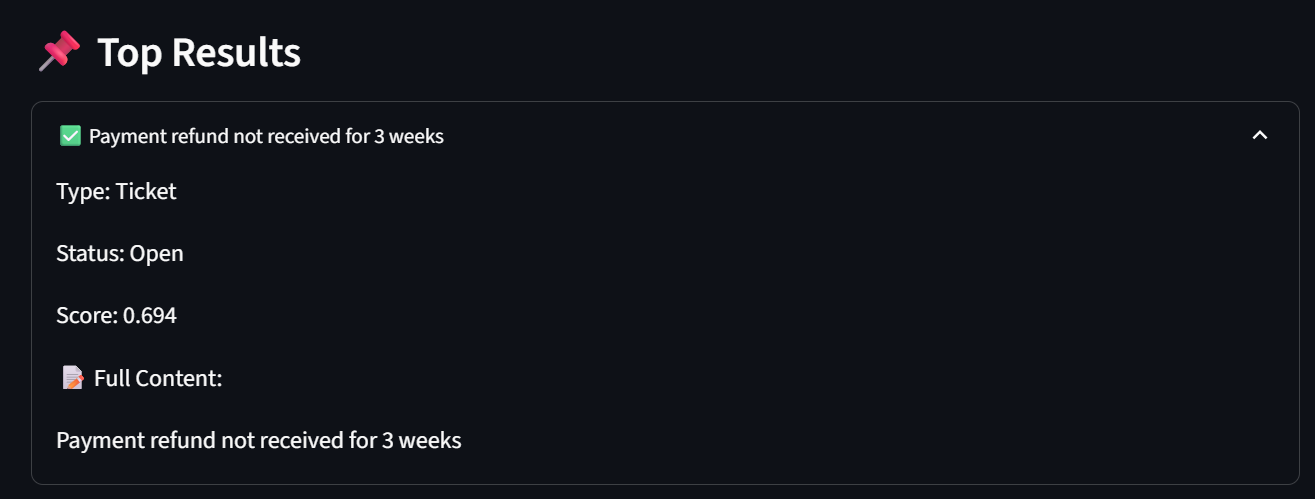 📌 Top Results
✅ Payment refund not received for 3 weeks
Type: Ticket
Status: Open
Score: 0.694
📝 Full Content:
Payment refund not received for 3 weeks